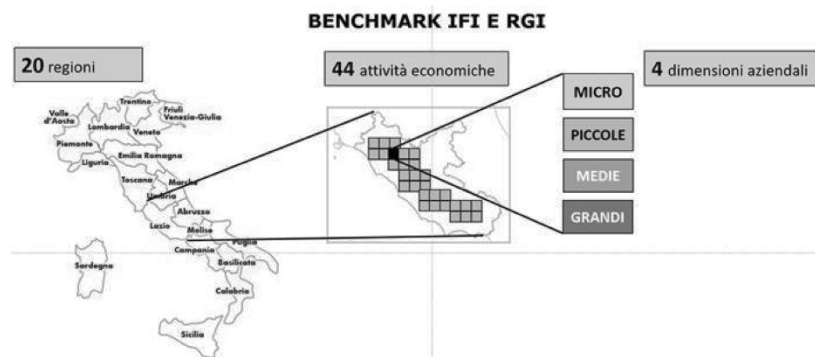 BENCHMARK IFI E RGI
20 regioni
44 attività economiche
4 dimensioni aziendali
MICRO
PICCOLE
MEDIE
GRANDI
Valle
d'Aosta
Trentino
Friuli
Venezia-Giulia
Lombardia
Veneto
Piemonte
Emilia Romagna
Liguria
Toscana
Marche
Umbria
Abruzzo
Lazio
Molise
Puglia
Campania
Basilicata
Sardegna
Calabria
Sicilia